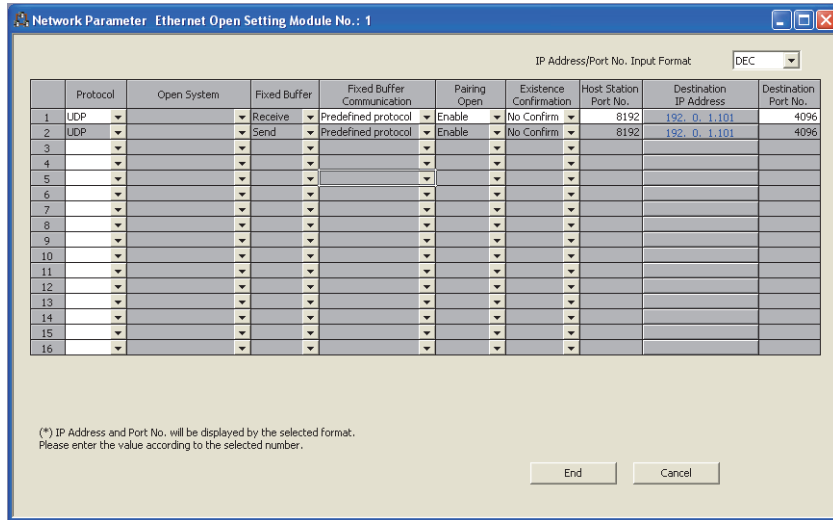 Network Parameter Ethernet Open Setting Module No.: 1
IP Address/Port No. Input Format DEC
Protocol Open System Fixed Buffer Fixed Buffer Communication Pairing Open Existence Confirmation Host Station Port No. Destination IP Address Destination Port No.
1 UDP Receive Predefined protocol Enable No Confirm 8192 192. 0. 1.101 4096
2 UDP Send Predefined protocol Enable No Confirm 8192 192. 0. 1.101 4096
3
4
5
6
7
8
9
10
11
12
13
14
15
16
(*) IP Address and Port No. will be displayed by the selected format.
Please enter the value according to the selected number.
End Cancel